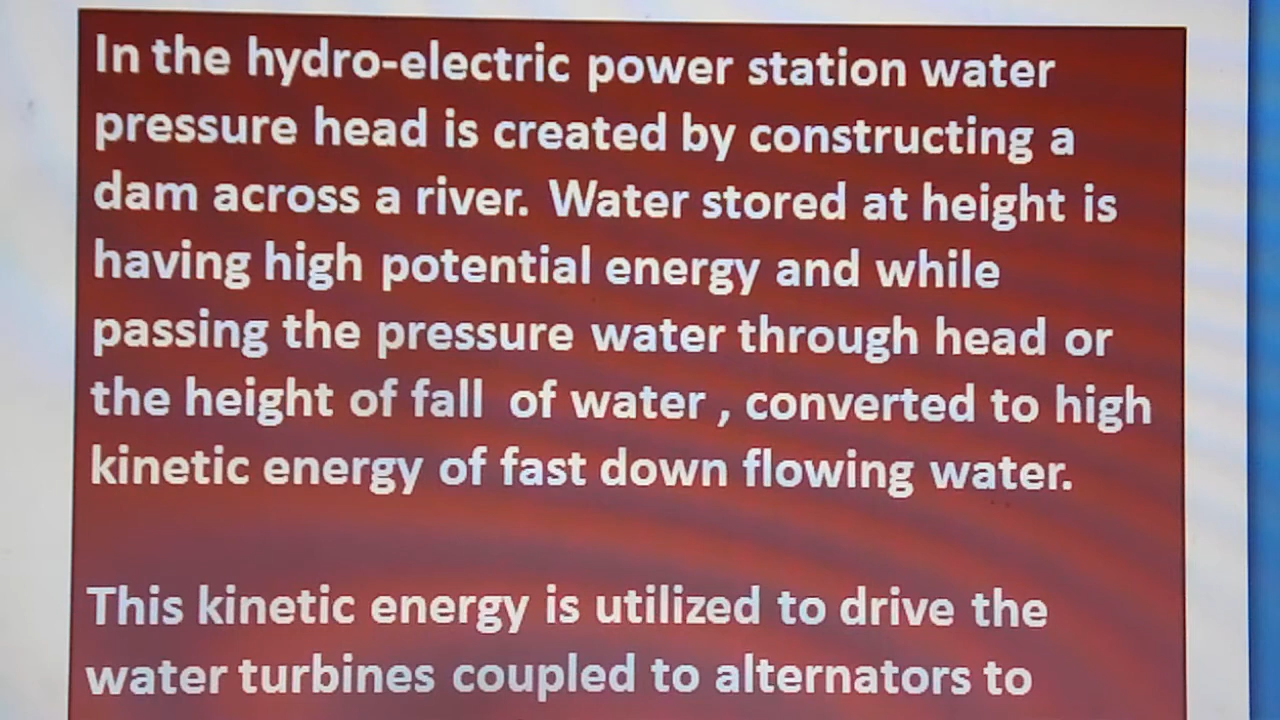 In the hydro-electric power station water
pressure head is created by constructing a
dam across a river. Water stored at height is
having high potential energy and while
passing the pressure water through head or
the height of fall of water , converted to high
kinetic energy of fast down flowing water.
This kinetic energy is utilized to drive the
water turbines coupled to alternators to